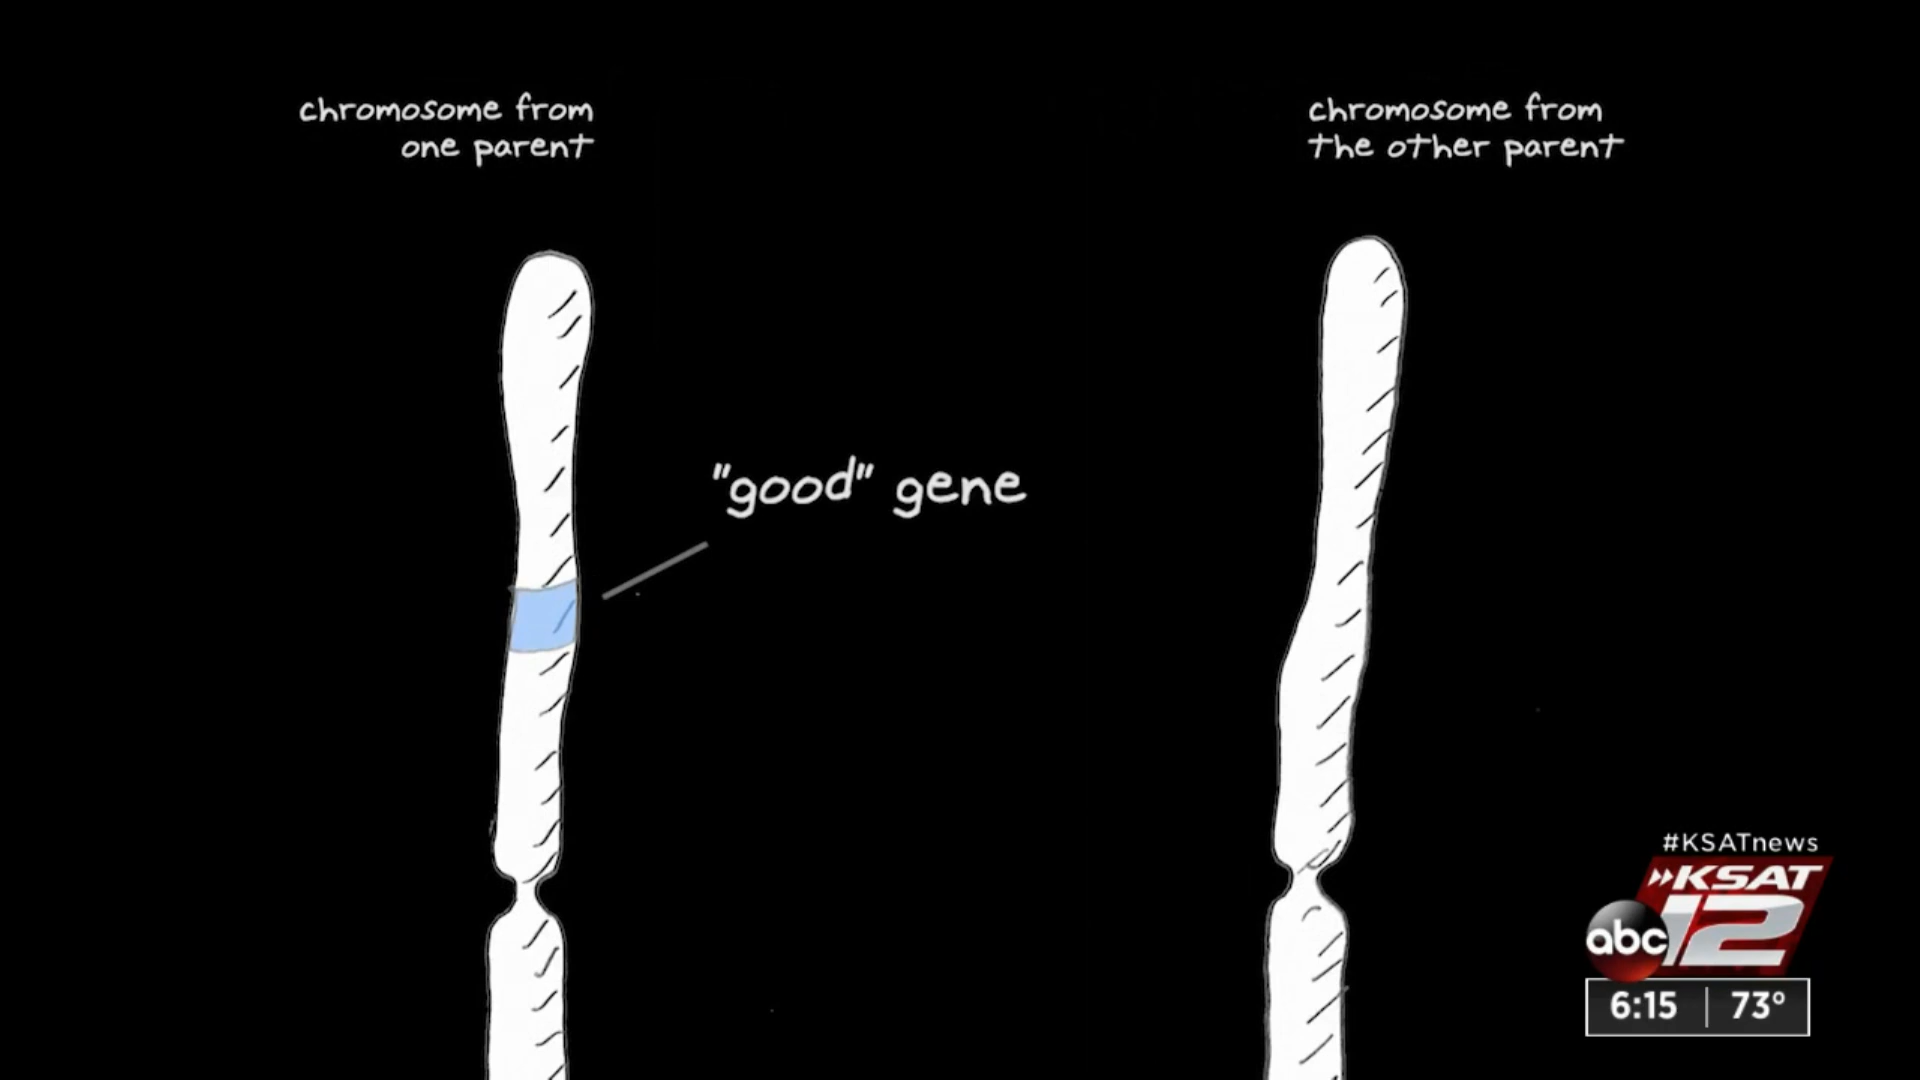 chromosome from
one parent
chromosome from
the other parent
"good" gene
#KSATnews
KSAT
12
abc
6:15 | 73°